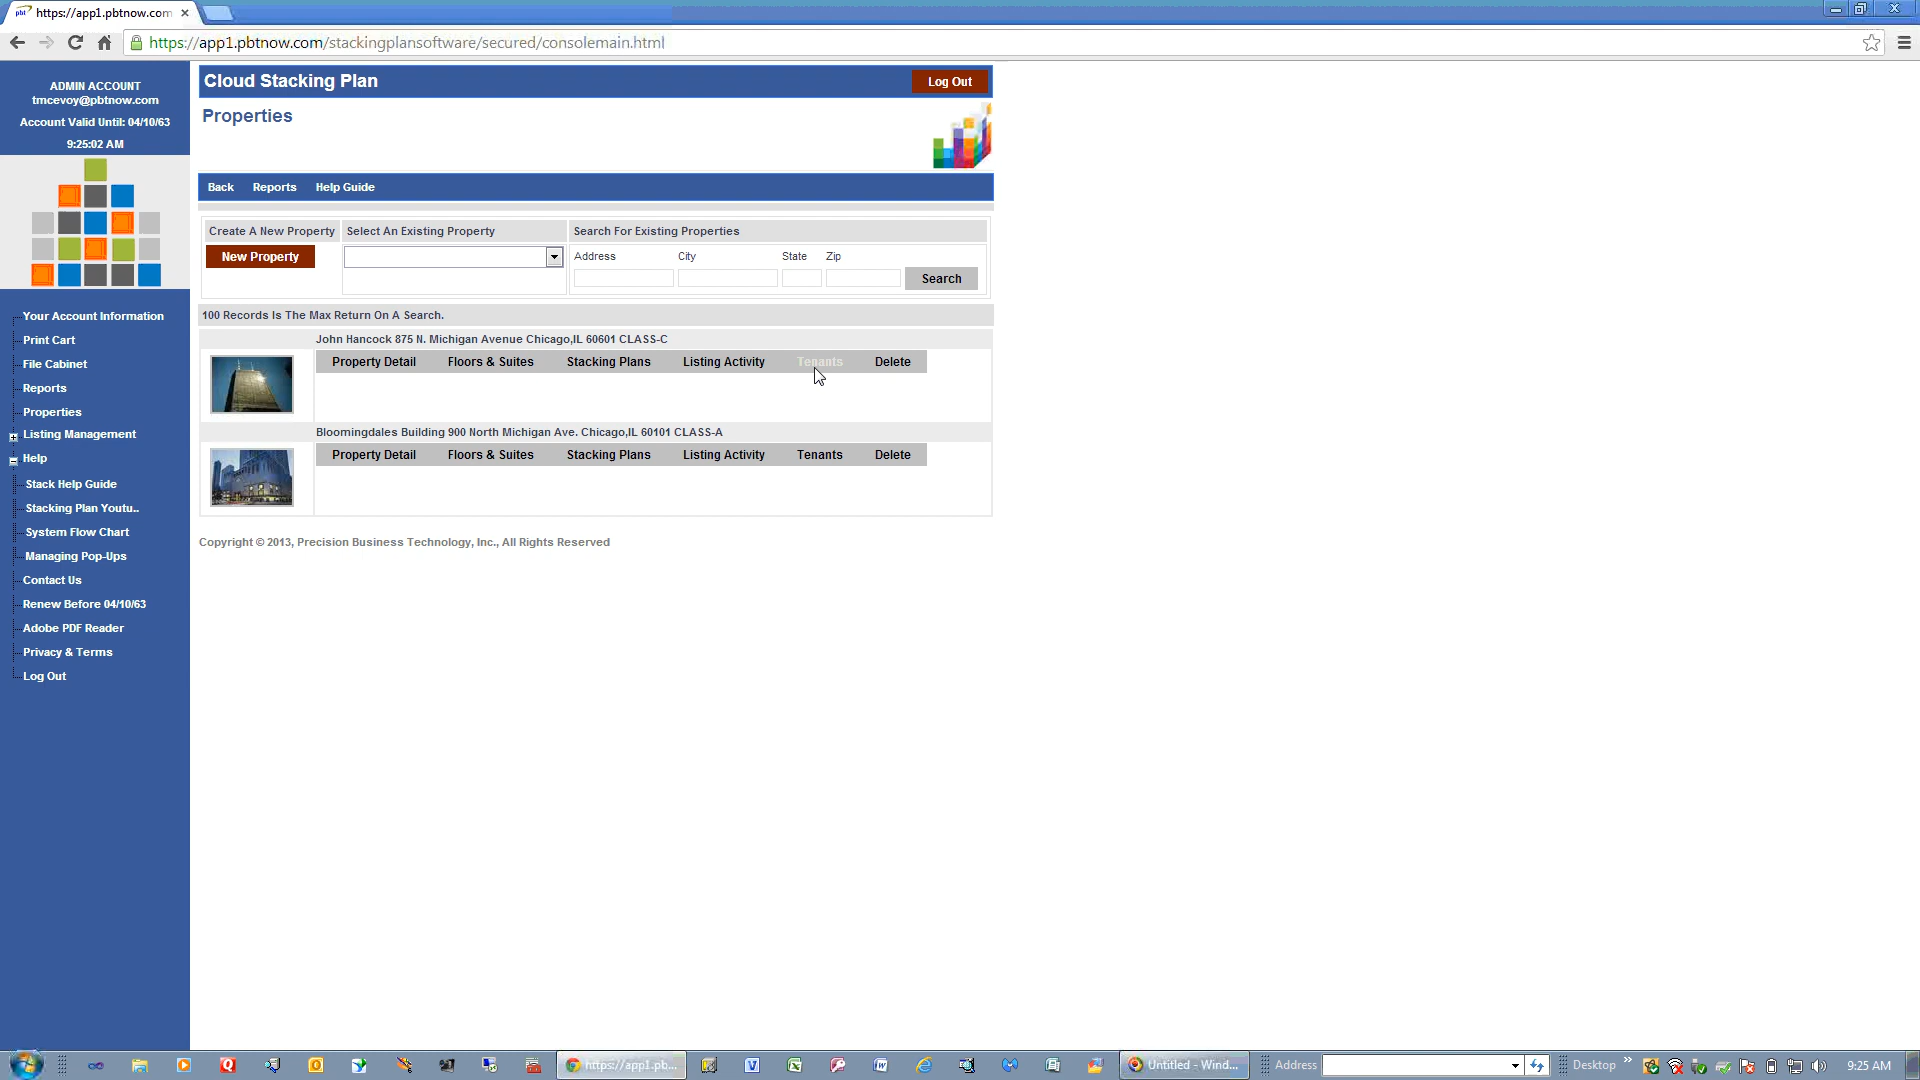 https://app1.pbtnow.com
https://app1.pbtnow.com/stackingplansoftware/secured/consolemain.html
ADMIN ACCOUNT
tmcevoy@pbtnow.com
Account Valid Until: 04/10/63
9:25:02 AM
Your Account Information
Print Cart
File Cabinet
Reports
Properties
Listing Management
Help
Stack Help Guide
Stacking Plan Youtu..
System Flow Chart
Managing Pop-Ups
Contact Us
Renew Before 04/10/63
Adobe PDF Reader
Privacy & Terms
Log Out
Cloud Stacking Plan
Log Out
Properties
Back Reports Help Guide
Create A New Property Select An Existing Property Search For Existing Properties
New Property Address City State Zip
Search
100 Records Is The Max Return On A Search.
John Hancock 875 N. Michigan Avenue Chicago,IL 60601 CLASS-C
Property Detail Floors & Suites Stacking Plans Listing Activity Tenants Delete
Bloomingdales Building 900 North Michigan Ave. Chicago,IL 60101 CLASS-A
Property Detail Floors & Suites Stacking Plans Listing Activity Tenants Delete
Copyright © 2013, Precision Business Technology, Inc., All Rights Reserved
https://app1.pb... Untitled - Wind... Address Desktop » 9:25 AM